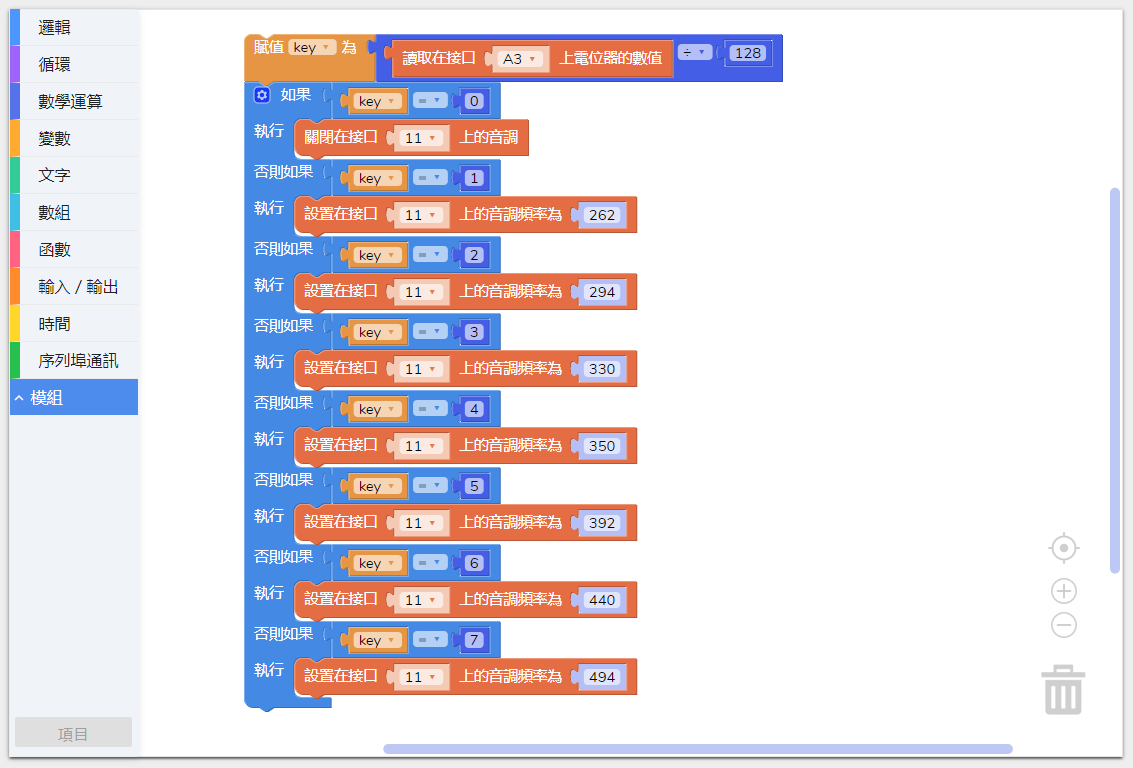 邏輯
循環
數學運算
變數
文字
數組
函數
輸入 / 輸出
時間
序列埠通訊
模組
項目
賦值 key 為 讀取在接口 A3 上電位器的數值 ÷ 128
如果 key = 0
執行 關閉在接口 11 上的音調
否則如果 key = 1
執行 設置在接口 11 上的音調頻率為 262
否則如果 key = 2
執行 設置在接口 11 上的音調頻率為 294
否則如果 key = 3
執行 設置在接口 11 上的音調頻率為 330
否則如果 key = 4
執行 設置在接口 11 上的音調頻率為 350
否則如果 key = 5
執行 設置在接口 11 上的音調頻率為 392
否則如果 key = 6
執行 設置在接口 11 上的音調頻率為 440
否則如果 key = 7
執行 設置在接口 11 上的音調頻率為 494